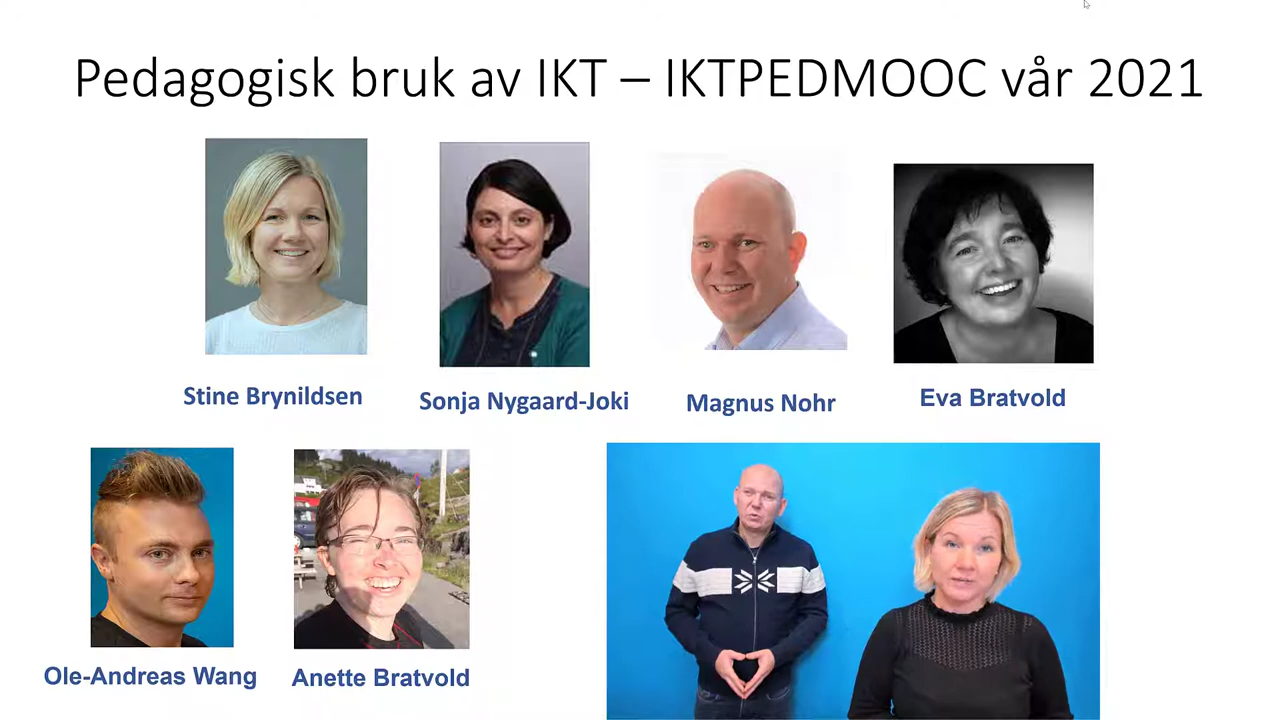 Pedagogisk bruk av IKT – IKTPEDMOOC vår 2021
Stine Brynildsen
Sonja Nygaard-Joki
Magnus Nohr
Eva Bratvold
Ole-Andreas Wang
Anette Bratvold